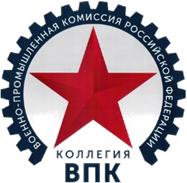 ВОЕННО-ПРОМЫШЛЕННАЯ КОМИССИЯ РОССИЙСКОЙ ФЕДЕРАЦИИ
КОЛЛЕГИЯ
ВПК